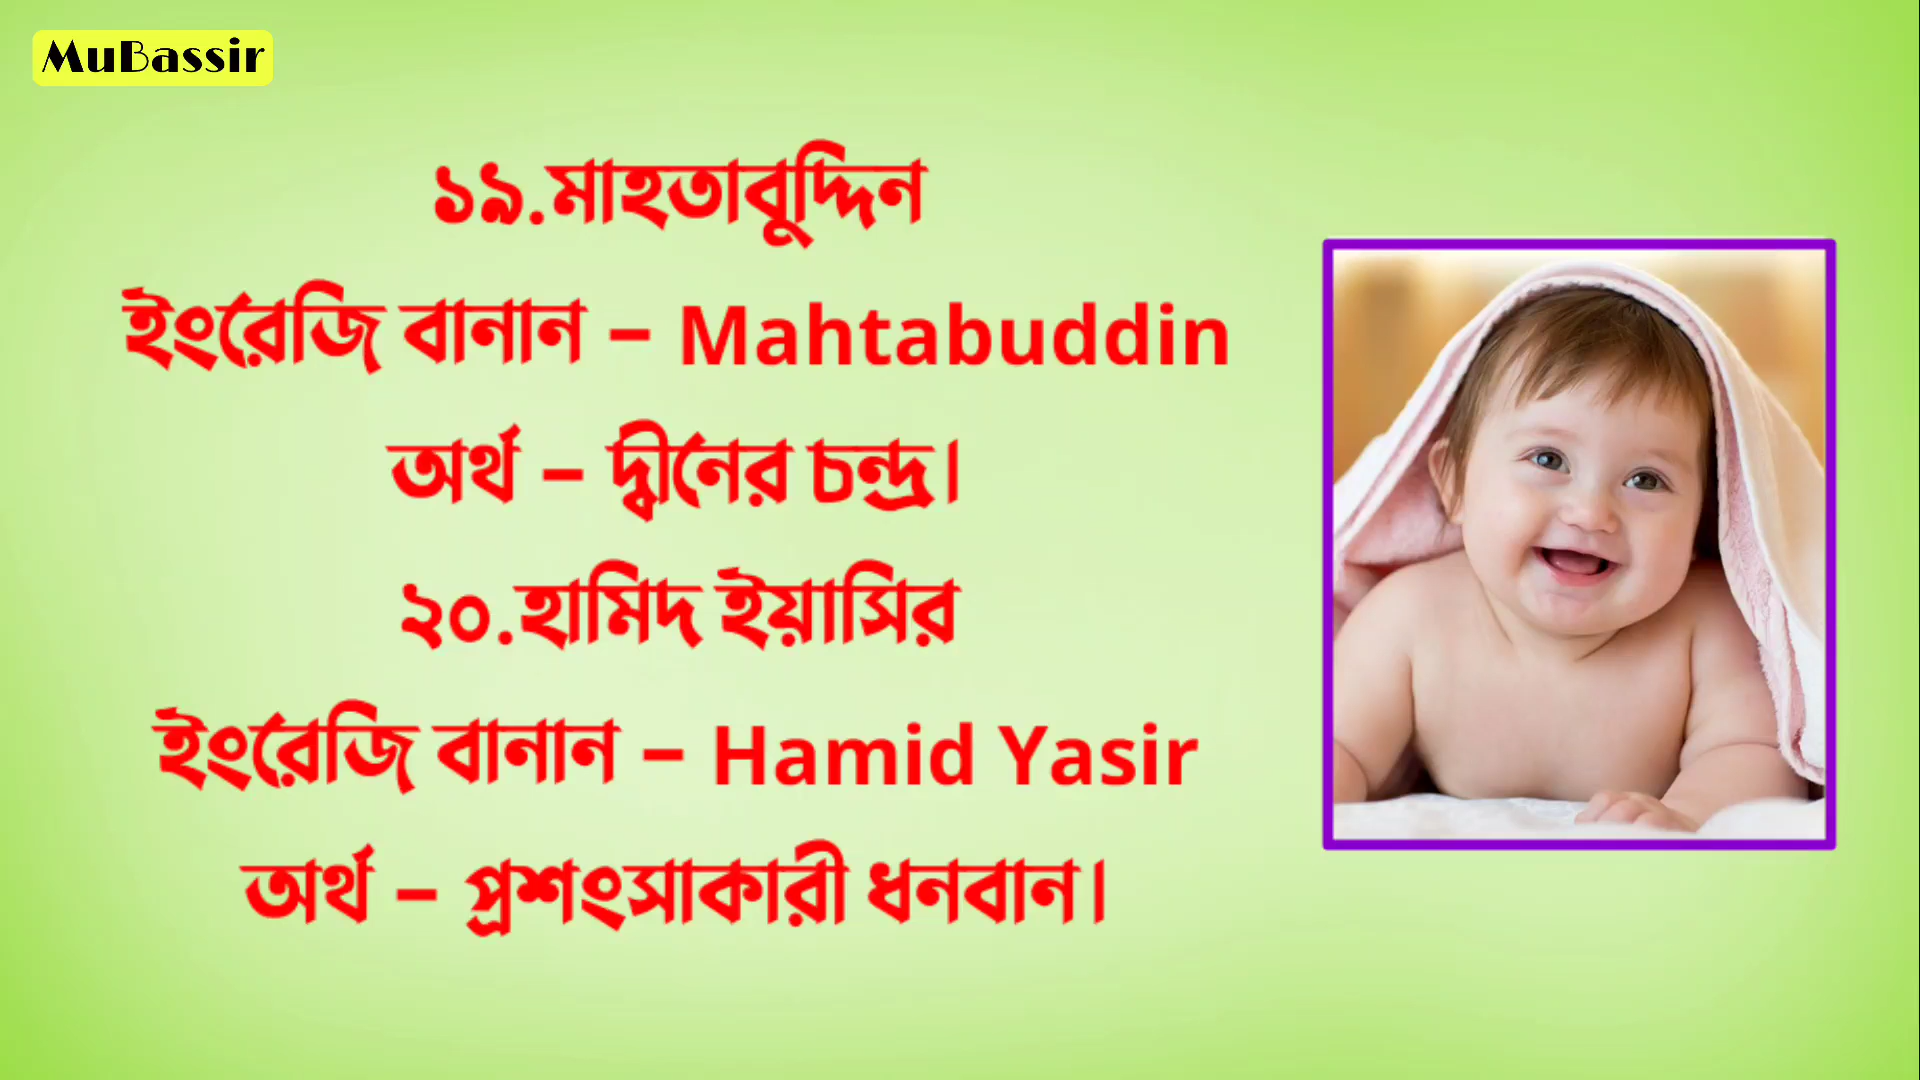 MuBassir
১৯.মাহতাবুদ্দিন
ইংরেজি বানান – Mahtabuddin
অর্থ – দ্বীনের চন্দ্র।
২০.হামিদ ইয়াসির
ইংরেজি বানান – Hamid Yasir
অর্থ – প্রশংসাকারী ধনবান।